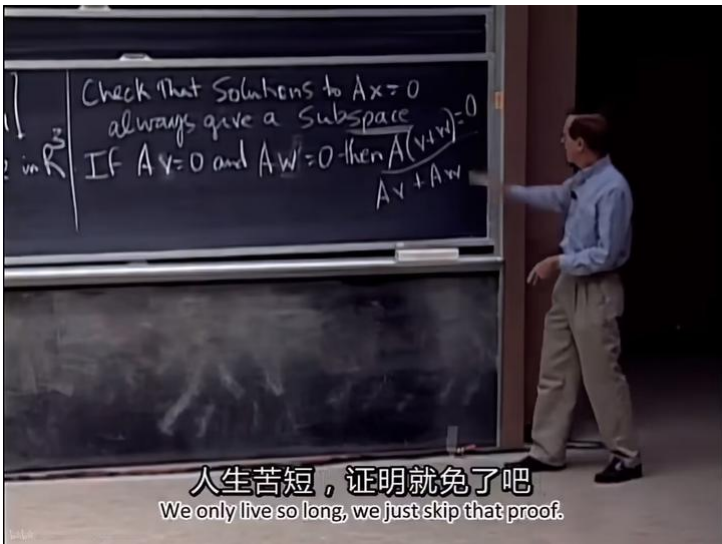 Check that Solutions to Ax=0
always give a Subspace
in R³
If Av=0 and Aw=0 then A(v+w)=0
Av + Aw
人生苦短，证明就免了吧
We only live so long, we just skip that proof.